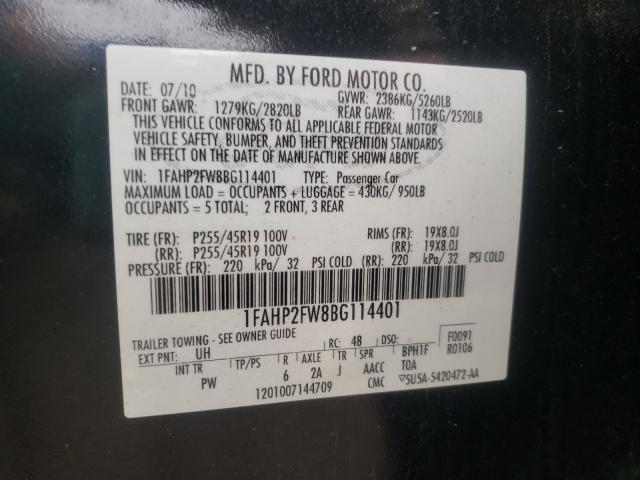 MFD. BY FORD MOTOR CO.
DATE: 07/10 GVWR: 2386KG/5260LB
FRONT GAWR: 1279KG/2820LB REAR GAWR: 1143KG/2520LB
THIS VEHICLE CONFORMS TO ALL APPLICABLE FEDERAL MOTOR
VEHICLE SAFETY, BUMPER, AND THEFT PREVENTION STANDARDS
IN EFFECT ON THE DATE OF MANUFACTURE SHOWN ABOVE.
VIN: 1FAHP2FW8BG114401 TYPE: Passenger Car
MAXIMUM LOAD = OCCUPANTS + LUGGAGE = 430KG/ 950LB
OCCUPANTS = 5 TOTAL; 2 FRONT, 3 REAR
TIRE (FR): P255/45R19 100V RIMS (FR): 19X8.0J
(RR): P255/45R19 100V (RR): 19X8.0J
PRESSURE (FR): 220 kPa/ 32 PSI COLD (RR): 220 kPa/ 32 PSI COLD
1FAHP2FW8BG114401
TRAILER TOWING - SEE OWNER GUIDE
EXT PNT: UH RC: 48 DSO: F0091
INT TR TP/PS R AXLE TR SPR BPH1F R0106
PW 6 2A J AACC TOA
1201007144709 CMC ▽5U5A-5420472-AA